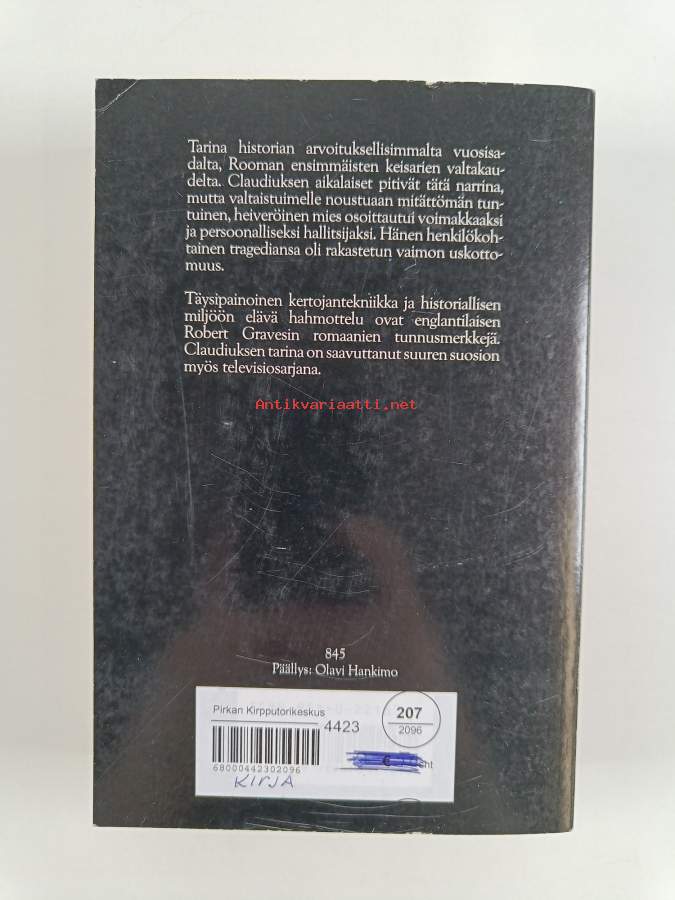 Tarina historian arvoituksellisimmalta vuosisa-
dalta, Rooman ensimmäisten keisarien valtakau-
delta. Claudiuksen aikalaiset pitivät tätä narrina,
mutta valtaistuimelle noustuaan mitättömän tun-
tuinen, heiveröinen mies osoittautui voimakkaaksi
ja persoonalliseksi hallitsijaksi. Hänen henkilökoh-
tainen tragediansa oli rakastetun vaimon uskotto-
muus.
Täysipainoinen kertojantekniikka ja historiallisen
miljöön elävä hahmottelu ovat englantilaisen
Robert Gravesin romaanien tunnusmerkkejä.
Claudiuksen tarina on saavuttanut suuren suosion
myös televisiosarjana.
Antikvariaatti.net
845
Päällys: Olavi Hankimo
Pirkan Kirpputorikeskus
207
4423
2096
68000442302096
KIRJA